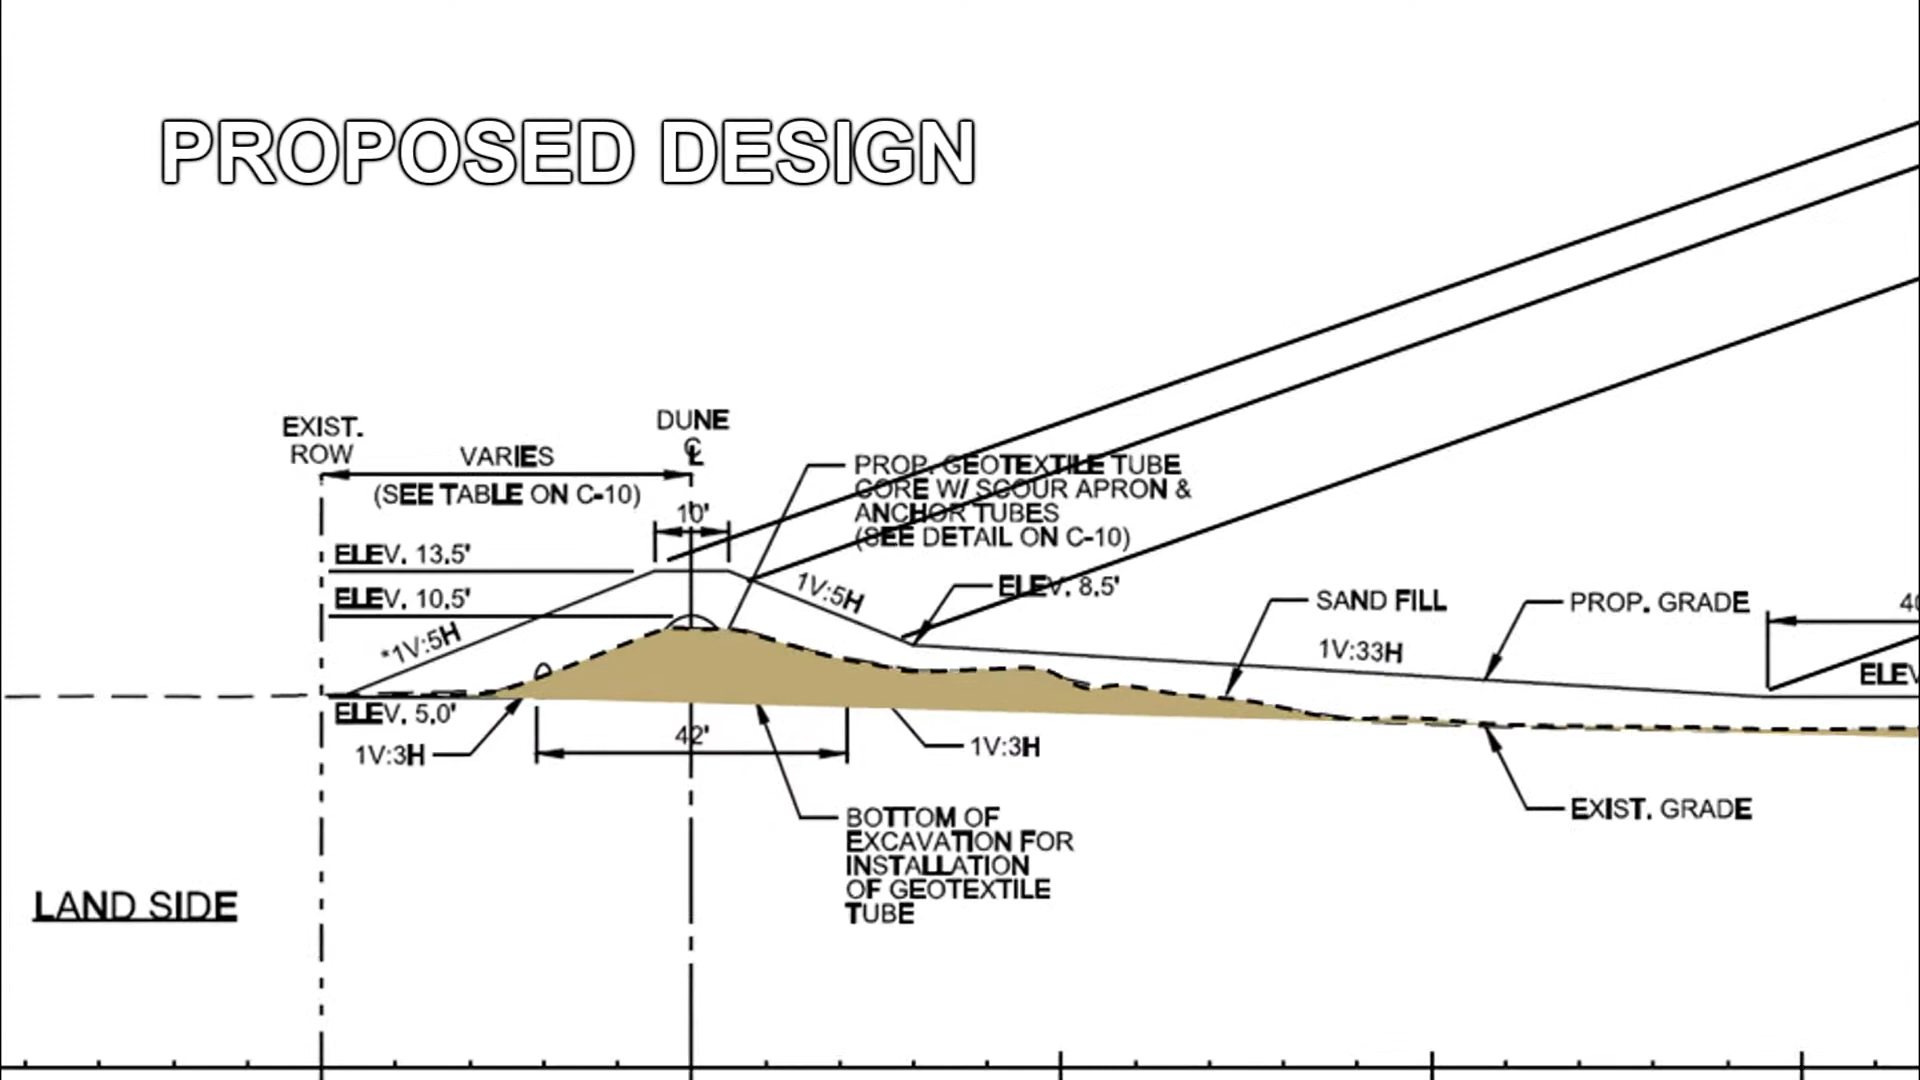 PROPOSED DESIGN
EXIST.
ROW
VARIES
(SEE TABLE ON C-10)
DUNE
℄
10'
PROP. GEOTEXTILE TUBE
CORE W/ SCOUR APRON &
ANCHOR TUBES
(SEE DETAIL ON C-10)
ELEV. 13.5'
ELEV. 10.5'
*1V:5H
1V:5H
ELEV. 8.5'
SAND FILL
PROP. GRADE
1V:33H
40
ELEV
ELEV. 5.0'
1V:3H
42'
1V:3H
BOTTOM OF
EXCAVATION FOR
INSTALLATION
OF GEOTEXTILE
TUBE
EXIST. GRADE
LAND SIDE